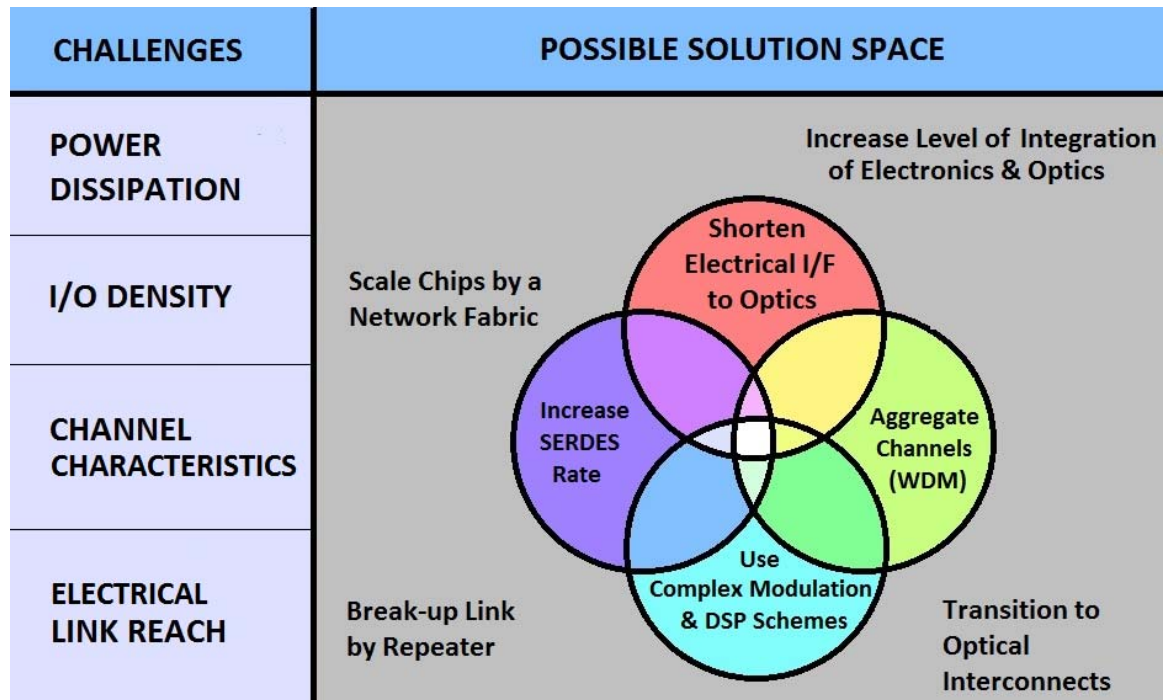 CHALLENGES
POSSIBLE SOLUTION SPACE
POWER
DISSIPATION
I/O DENSITY
CHANNEL
CHARACTERISTICS
ELECTRICAL
LINK REACH
Increase Level of Integration
of Electronics & Optics
Scale Chips by a
Network Fabric
Shorten
Electrical I/F
to Optics
Increase
SERDES
Rate
Aggregate
Channels
(WDM)
Use
Complex Modulation
& DSP Schemes
Break-up Link
by Repeater
Transition to
Optical
Interconnects